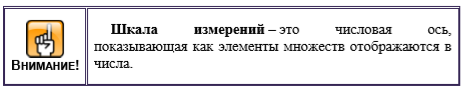 Шкала измерений – это числовая ось,
показывающая как элементы множеств отображаются в
числа.
ВНИМАНИЕ!